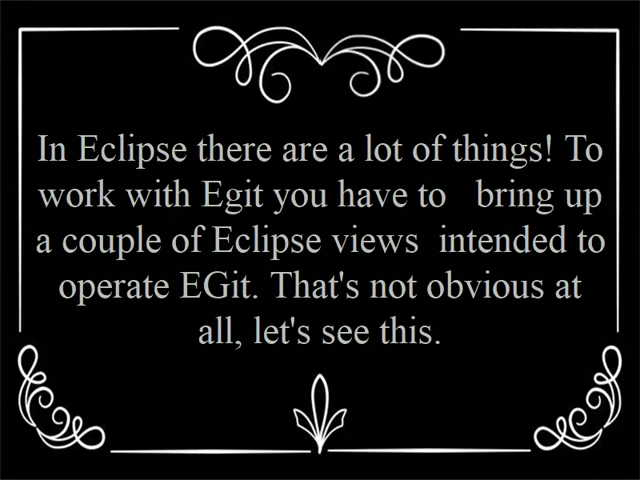 In Eclipse there are a lot of things! To
work with Egit you have to   bring up
a couple of Eclipse views  intended to
operate EGit. That's not obvious at
all, let's see this.